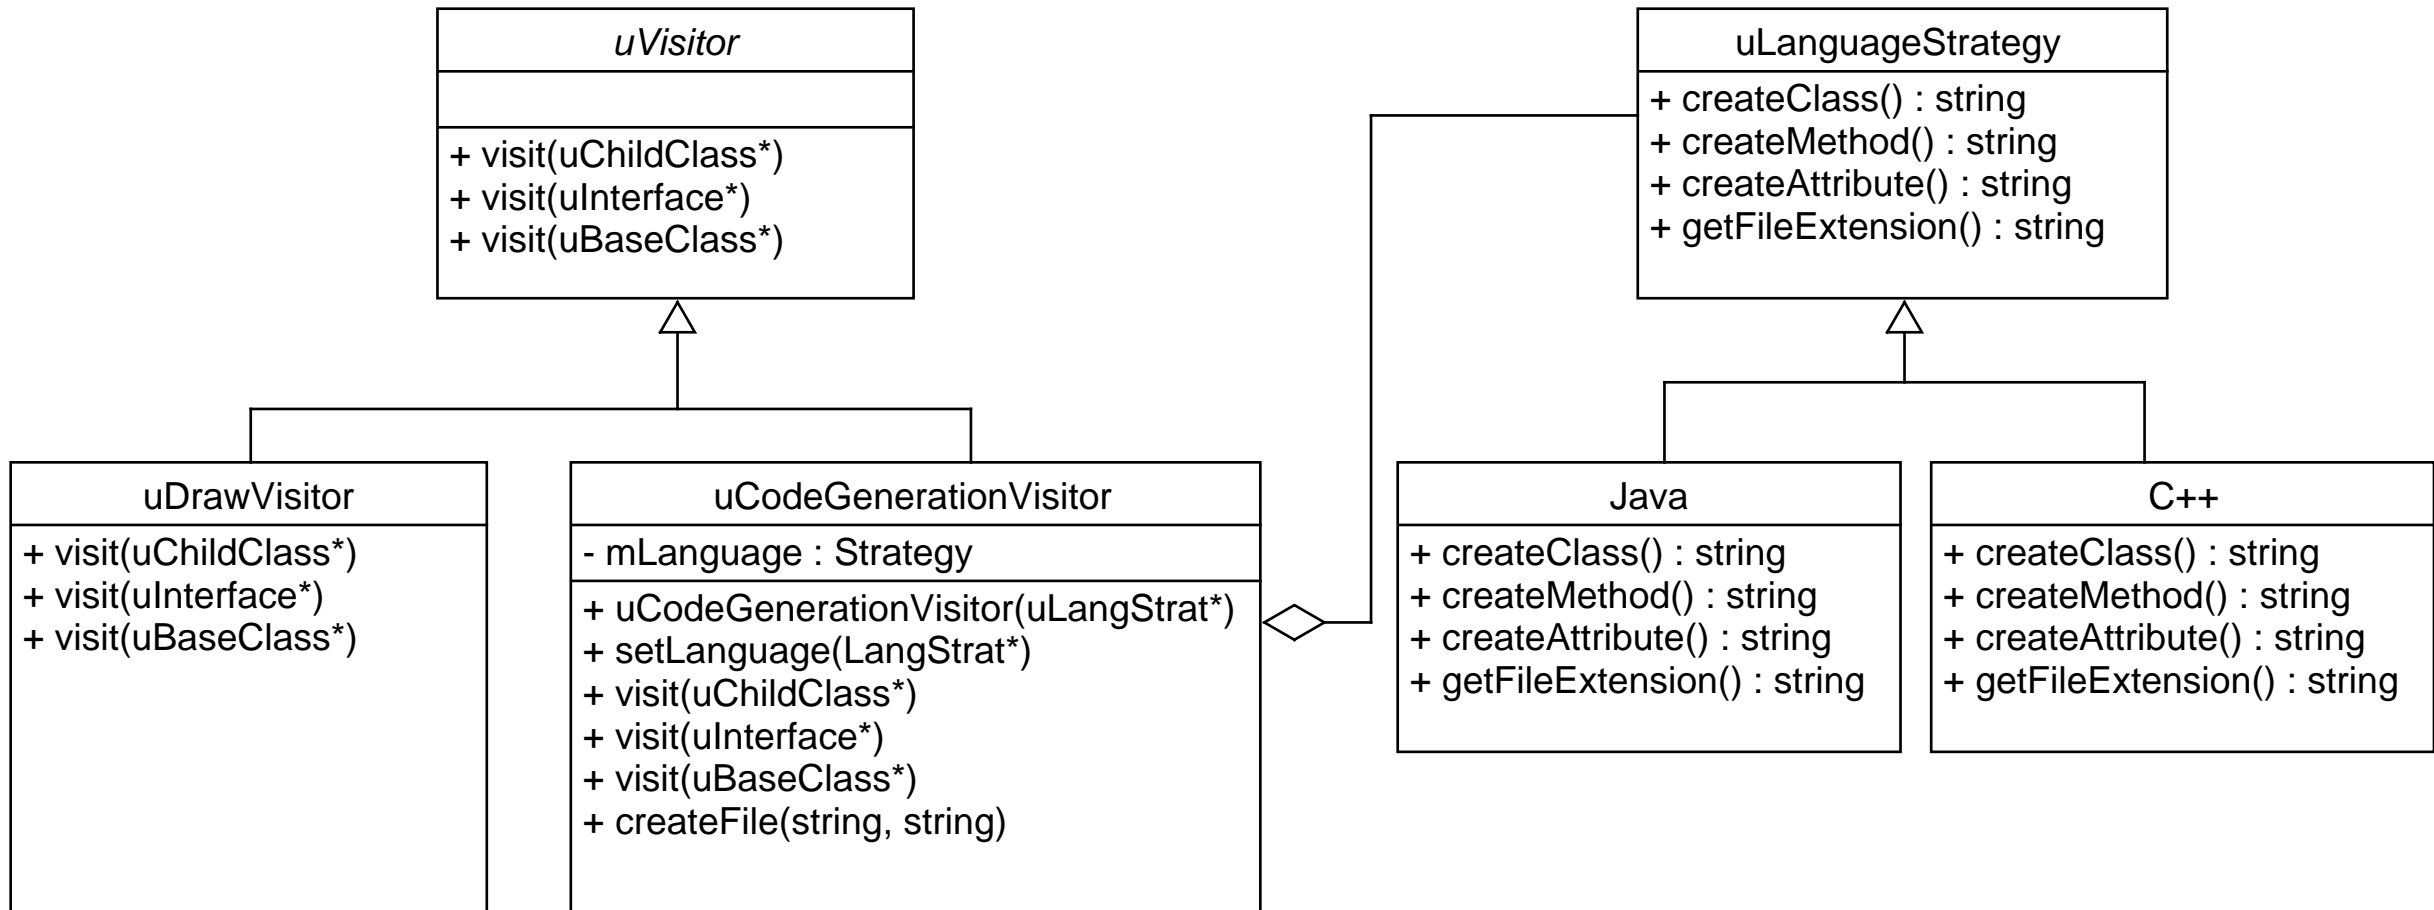 uVisitor
+ visit(uChildClass*)
+ visit(uInterface*)
+ visit(uBaseClass*)
uLanguageStrategy
+ createClass() : string
+ createMethod() : string
+ createAttribute() : string
+ getFileExtension() : string
uDrawVisitor
+ visit(uChildClass*)
+ visit(uInterface*)
+ visit(uBaseClass*)
uCodeGenerationVisitor
- mLanguage : Strategy
+ uCodeGenerationVisitor(uLangStrat*)
+ setLanguage(LangStrat*)
+ visit(uChildClass*)
+ visit(uInterface*)
+ visit(uBaseClass*)
+ createFile(string, string)
Java
+ createClass() : string
+ createMethod() : string
+ createAttribute() : string
+ getFileExtension() : string
C++
+ createClass() : string
+ createMethod() : string
+ createAttribute() : string
+ getFileExtension() : string